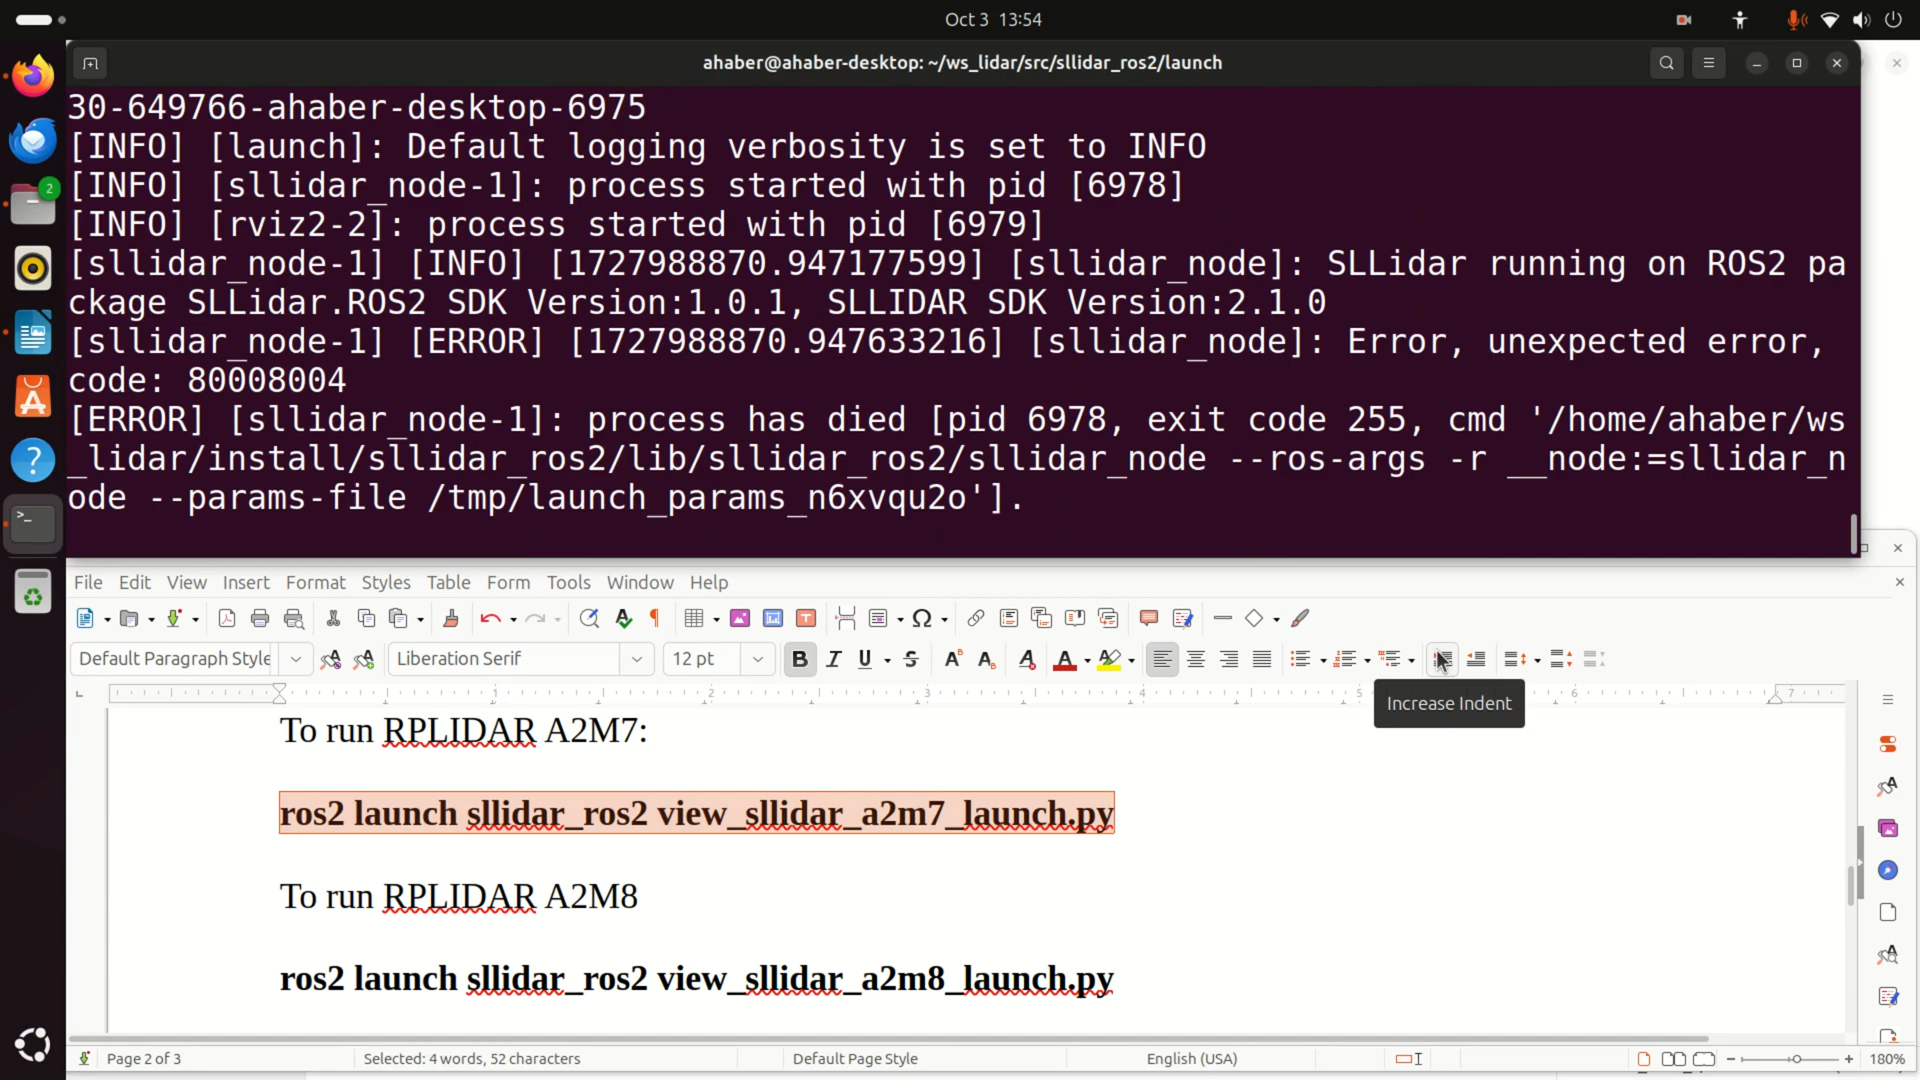 Oct 3 13:54
ahaber@ahaber-desktop: ~/ws_lidar/src/sllidar_ros2/launch
30-649766-ahaber-desktop-6975
[INFO] [launch]: Default logging verbosity is set to INFO
[INFO] [sllidar_node-1]: process started with pid [6978]
[INFO] [rviz2-2]: process started with pid [6979]
[sllidar_node-1] [INFO] [1727988870.947177599] [sllidar_node]: SLLidar running on ROS2 pa
ckage SLLidar.ROS2 SDK Version:1.0.1, SLLIDAR SDK Version:2.1.0
[sllidar_node-1] [ERROR] [1727988870.947633216] [sllidar_node]: Error, unexpected error,
code: 80008004
[ERROR] [sllidar_node-1]: process has died [pid 6978, exit code 255, cmd '/home/ahaber/ws
_lidar/install/sllidar_ros2/lib/sllidar_ros2/sllidar_node --ros-args -r __node:=sllidar_n
ode --params-file /tmp/launch_params_n6xvqu2o'].
2
File Edit View Insert Format Styles Table Form Tools Window Help
Default Paragraph Style Liberation Serif 12 pt
1 2 3 4 5 6 7
Increase Indent
To run RPLIDAR A2M7:
ros2 launch sllidar_ros2 view_sllidar_a2m7_launch.py
To run RPLIDAR A2M8
ros2 launch sllidar_ros2 view_sllidar_a2m8_launch.py
Page 2 of 3 Selected: 4 words, 52 characters Default Page Style English (USA) 180%